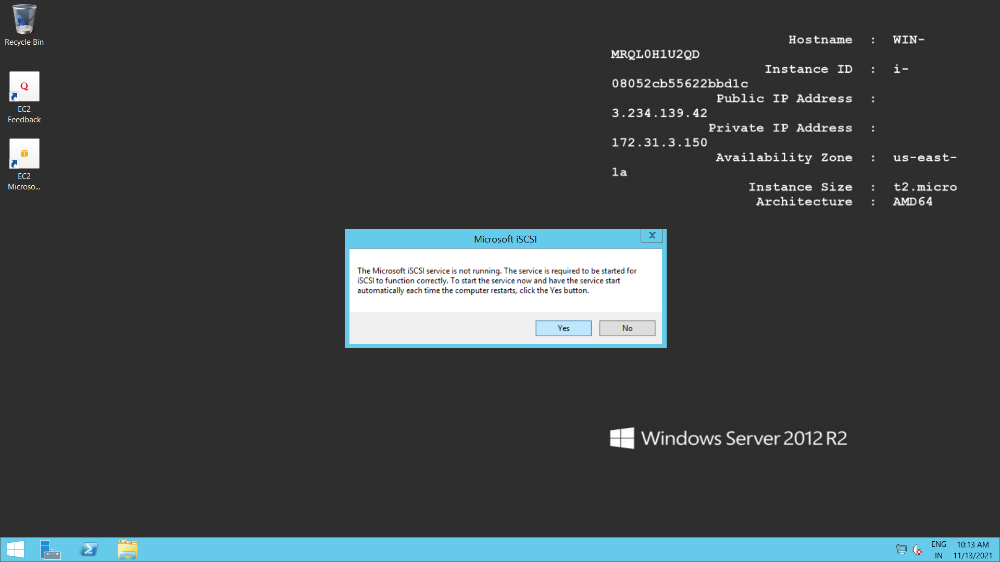 Recycle Bin
Q
EC2
Feedback
EC2
Microso...
Hostname : WIN-
MRQL0H1U2QD
Instance ID : i-
08052cb55622bbd1c
Public IP Address :
3.234.139.42
Private IP Address :
172.31.3.150
Availability Zone : us-east-
1a
Instance Size : t2.micro
Architecture : AMD64
Microsoft iSCSI
X
The Microsoft iSCSI service is not running. The service is required to be started for
iSCSI to function correctly. To start the service now and have the service start
automatically each time the computer restarts, click the Yes button.
Yes No
Windows Server 2012 R2
ENG 10:13 AM
IN 11/13/2021